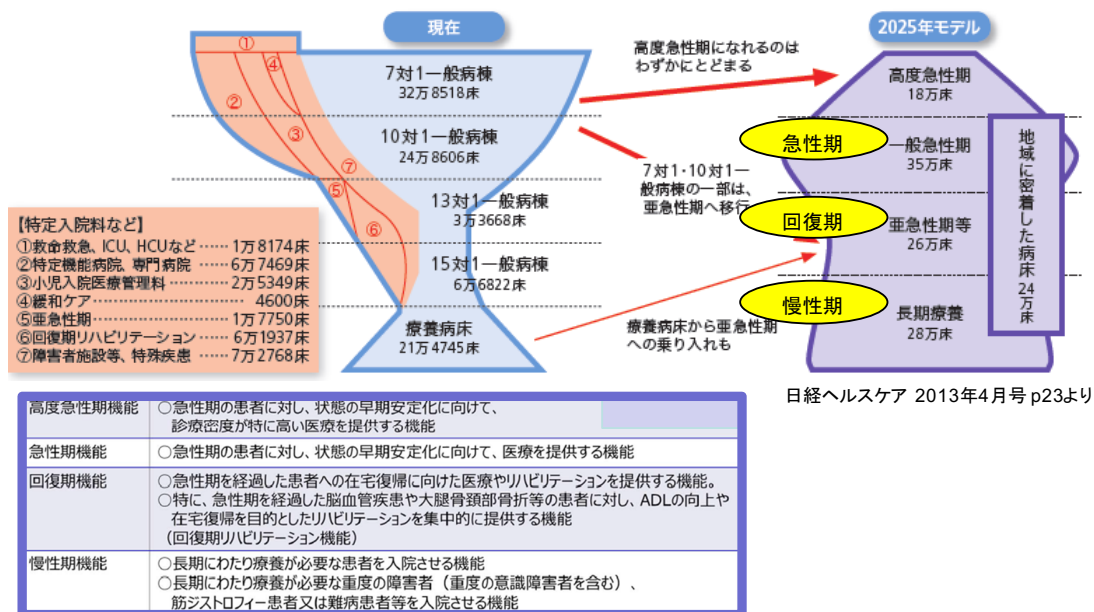 現在
2025年モデル
①
④
②
③
⑦
⑤
⑥
7対1一般病棟
32万8518床
10対1一般病棟
24万8606床
13対1一般病棟
3万3668床
15対1一般病棟
6万6822床
療養病床
21万4745床
高度急性期になれるのは
わずかにとどまる
7対1・10対1一
般病棟の一部は、
亜急性期へ移行
療養病床から亜急性期
への乗り入れも
高度急性期
18万床
急性期
一般急性期
35万床
回復期
亜急性期等
26万床
慢性期
長期療養
28万床
地域に密着した病床24万床
【特定入院料など】
①救命救急、ICU、HCUなど……1万8174床
②特定機能病院、専門病院……6万7469床
③小児入院医療管理料…………2万5349床
④緩和ケア………………………4600床
⑤亜急性期………………………1万7750床
⑥回復期リハビリテーション……6万1937床
⑦障害者施設等、特殊疾患……7万2768床
日経ヘルスケア 2013年4月号 p23より
高度急性期機能 ○急性期の患者に対し、状態の早期安定化に向けて、
診療密度が特に高い医療を提供する機能
急性期機能 ○急性期の患者に対し、状態の早期安定化に向けて、医療を提供する機能
回復期機能 ○急性期を経過した患者への在宅復帰に向けた医療やリハビリテーションを提供する機能。
○特に、急性期を経過した脳血管疾患や大腿骨頚部骨折等の患者に対し、ADLの向上や
在宅復帰を目的としたリハビリテーションを集中的に提供する機能
（回復期リハビリテーション機能）
慢性期機能 ○長期にわたり療養が必要な患者を入院させる機能
○長期にわたり療養が必要な重度の障害者（重度の意識障害者を含む）、
筋ジストロフィー患者又は難病患者等を入院させる機能